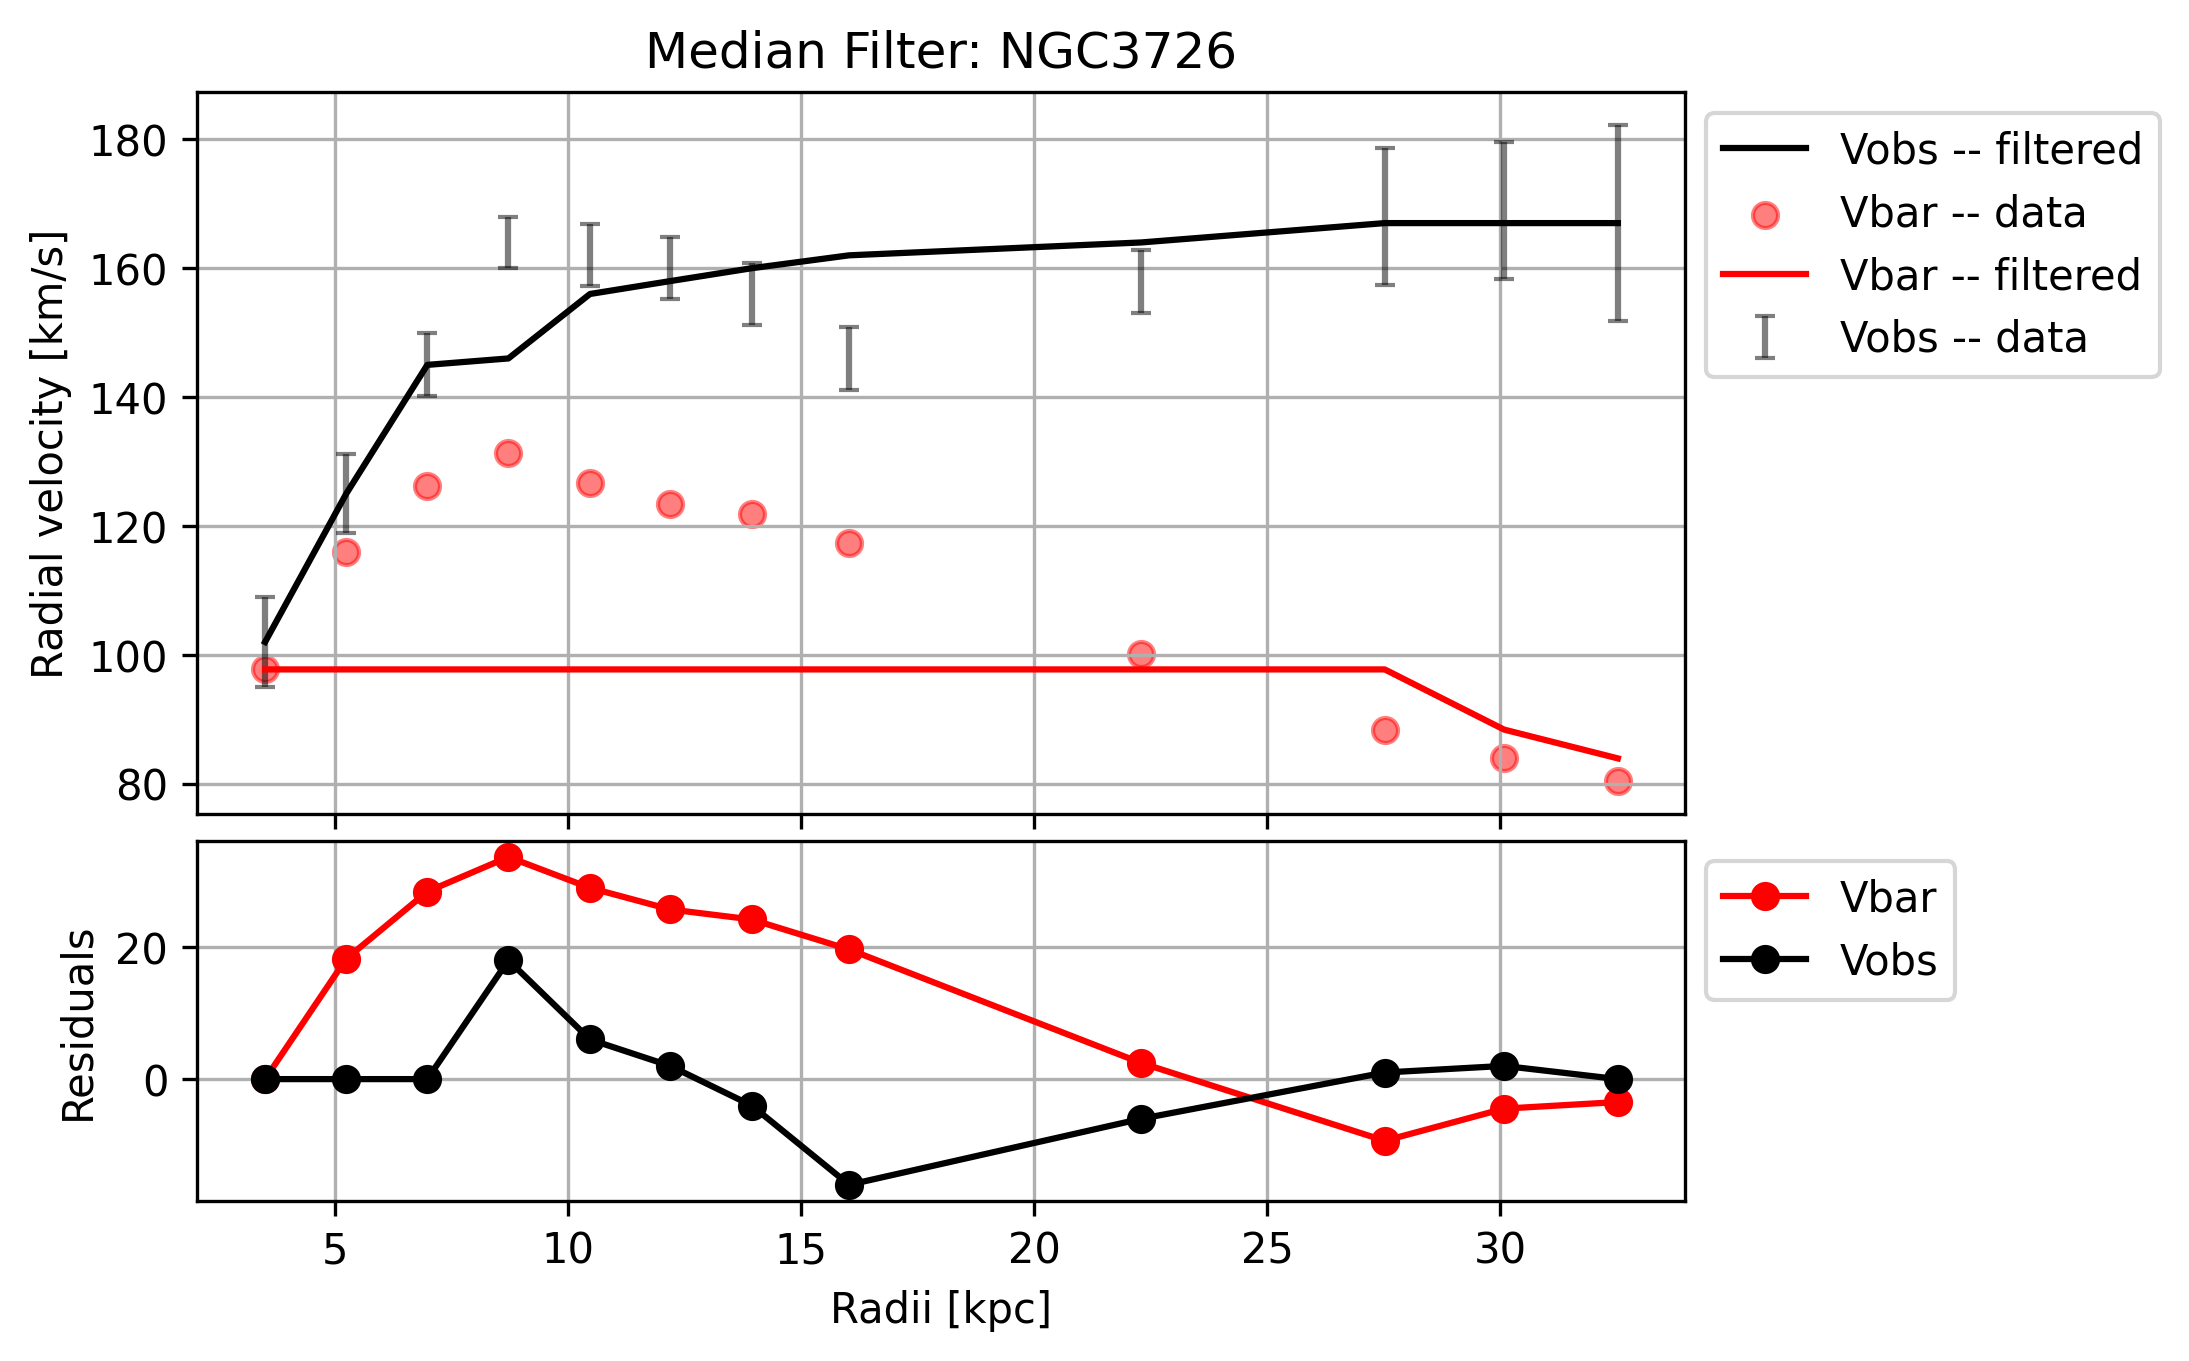 Median Filter: NGC3726
Radial velocity [km/s]
180
160
140
120
100
80
Vobs -- filtered
Vbar -- data
Vbar -- filtered
Vobs -- data
Residuals
20
0
Vbar
Vobs
5 10 15 20 25 30
Radii [kpc]